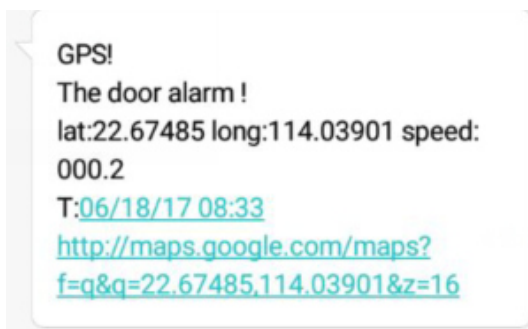 GPS!
The door alarm !
lat:22.67485 long:114.03901 speed:
000.2
T:06/18/17 08:33
http://maps.google.com/maps?
f=q&q=22.67485,114.03901&z=16